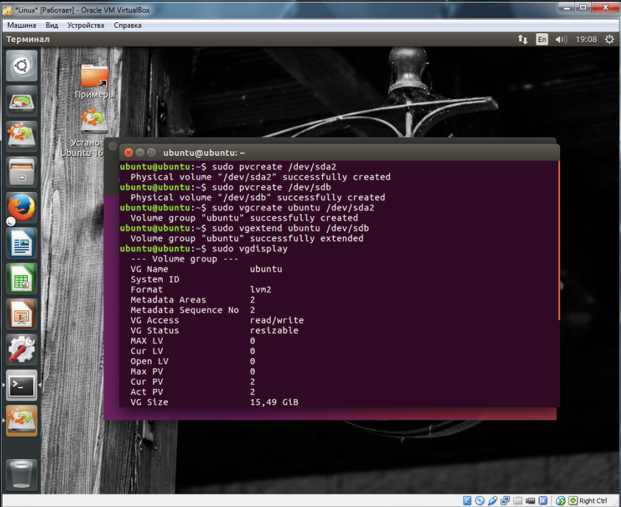 *Linux* [Работает] - Oracle VM VirtualBox
Машина Вид Устройства Справка
Терминал En 19:08
Примеры
Ubuntu 16
ubuntu@ubuntu: ~
ubuntu@ubuntu:~$ sudo pvcreate /dev/sda2
Physical volume "/dev/sda2" successfully created
ubuntu@ubuntu:~$ sudo pvcreate /dev/sdb
Physical volume "/dev/sdb" successfully created
ubuntu@ubuntu:~$ sudo vgcreate ubuntu /dev/sda2
Volume group "ubuntu" successfully created
ubuntu@ubuntu:~$ sudo vgextend ubuntu /dev/sdb
Volume group "ubuntu" successfully extended
ubuntu@ubuntu:~$ sudo vgdisplay
--- Volume group ---
VG Name ubuntu
System ID
Format lvm2
Metadata Areas 2
Metadata Sequence No 2
VG Access read/write
VG Status resizable
MAX LV 0
Cur LV 0
Open LV 0
Max PV 0
Cur PV 2
Act PV 2
VG Size 15,49 GiB
Right Ctrl